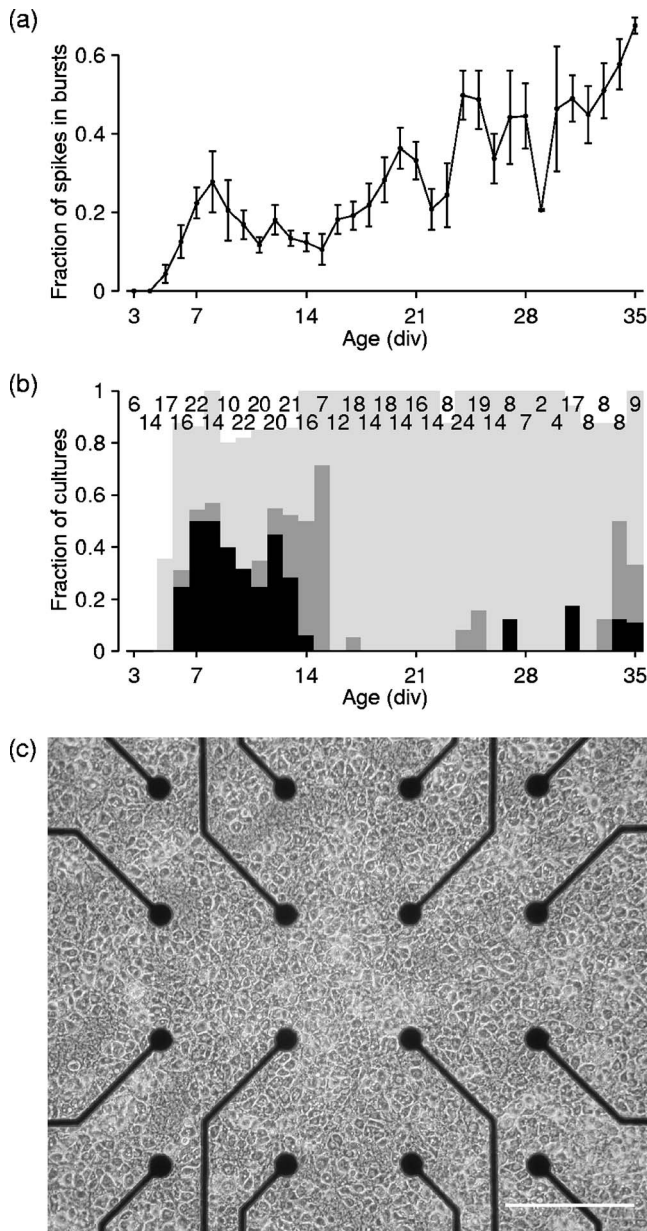 (a)
Fraction of spikes in bursts
0.6
0.4
0.2
0
3 7 14 21 28 35
Age (div)
(b)
Fraction of cultures
1
6 17 22 10 20 21 7 18 18 16 8 19 8 2 17 8 9
14 16 14 22 20 16 12 14 14 14 24 14 7 4 8 8
0.8
0.6
0.4
0.2
0
3 7 14 21 28 35
Age (div)
(c)